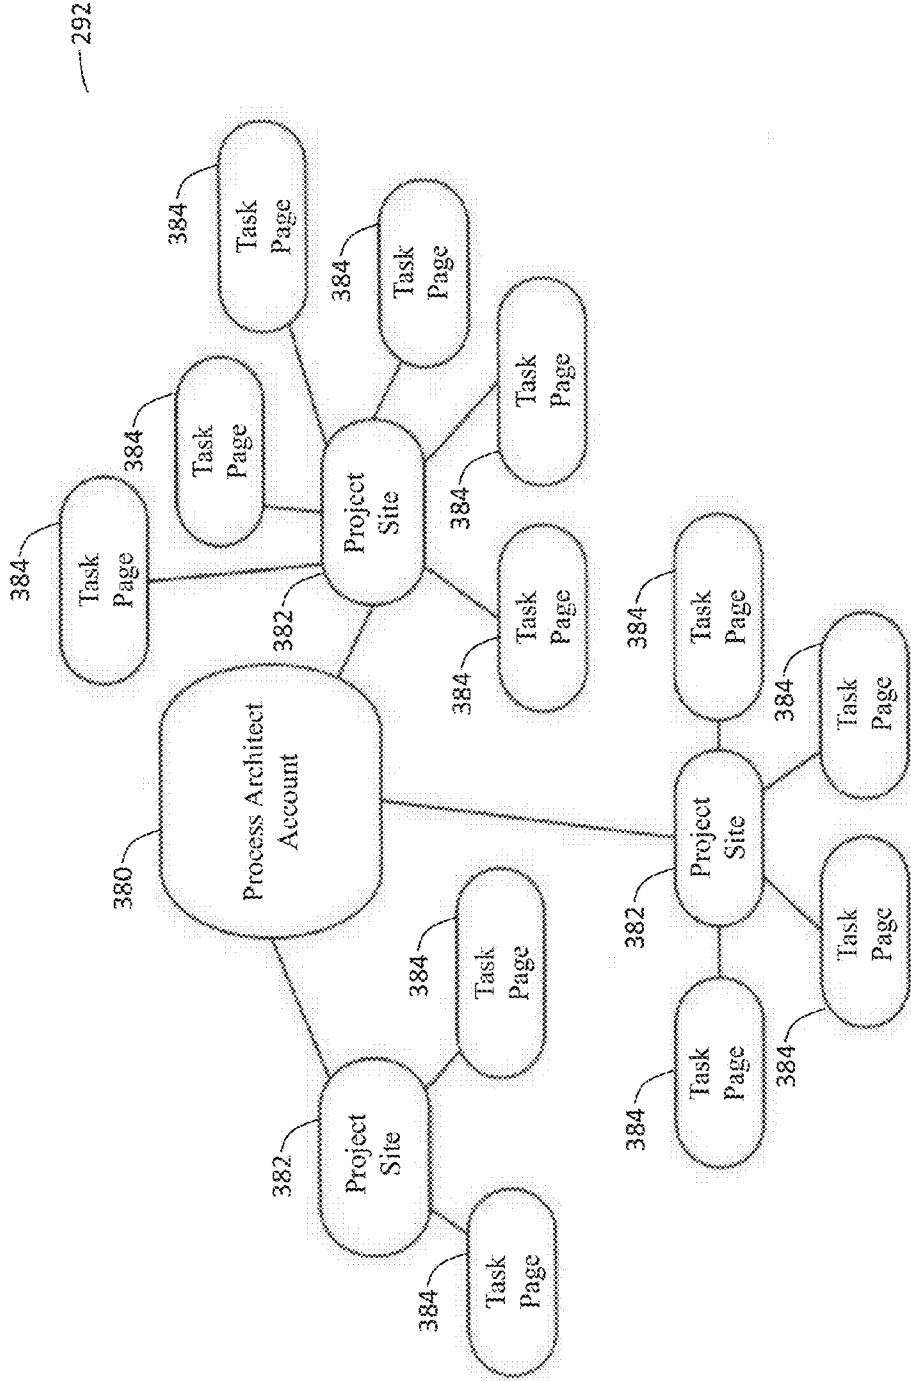 292
384
Task
Page
380
384
384
Task
Page
Task
Page
Process Architect
Account
382
382
384
Project
Site
Project
Site
Task
Page
384
384
384
384
Task
Page
Task
Page
Task
Page
Task
Page
384
382
384
Task
Page
Project
Site
Task
Page
384
384
Task
Page
Task
Page